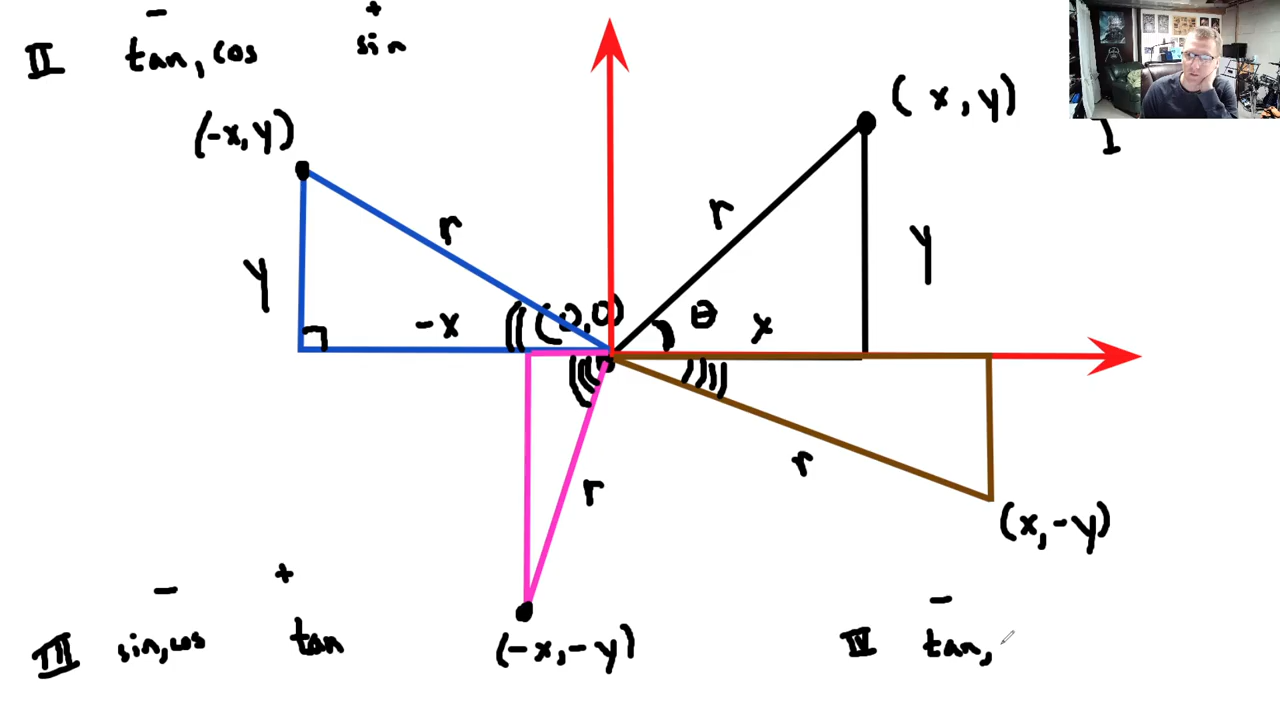 - +
II tan, cos sin
(-x, y)
(x, y)
I
r
r
y
y
-x
(0,0)
θ
x
r
r
(x, -y)
- +
III sin, cos tan
(-x, -y)
-
IV tan,